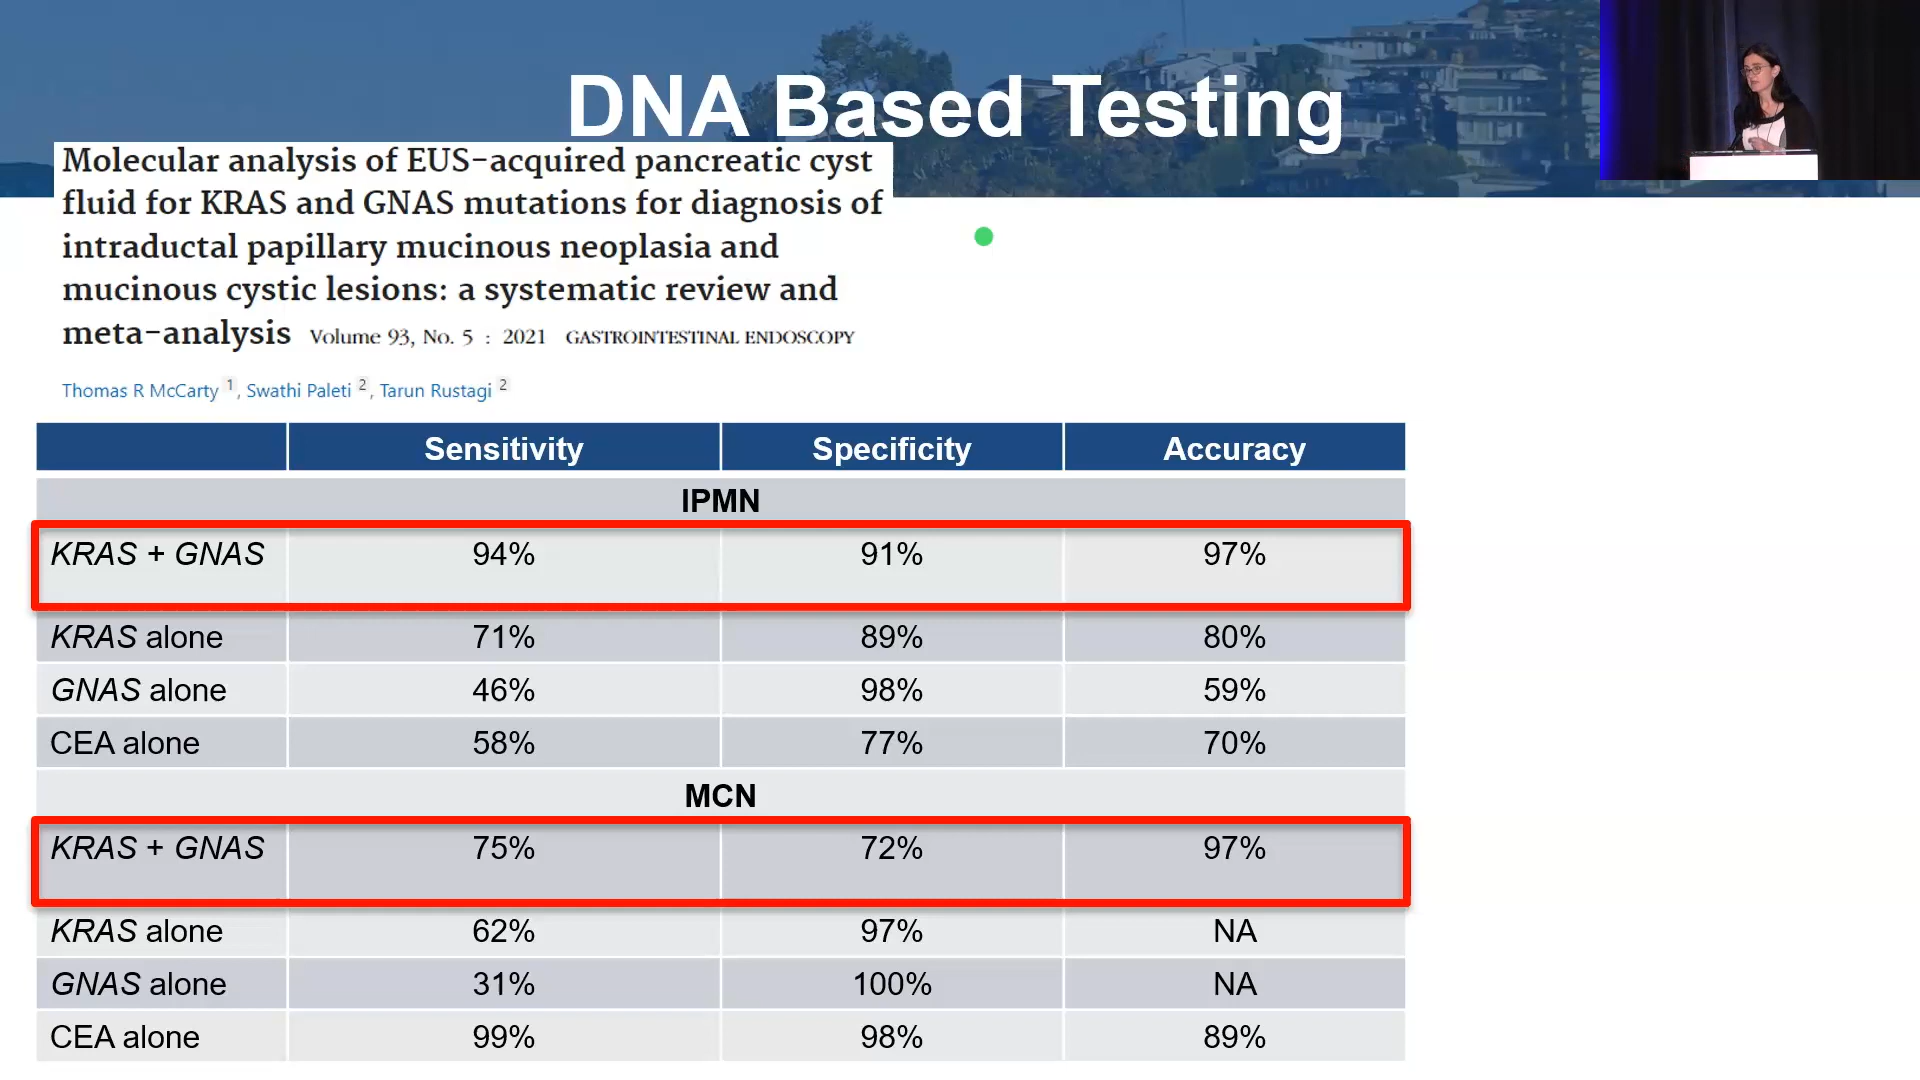 DNA Based Testing
Molecular analysis of EUS-acquired pancreatic cyst
fluid for KRAS and GNAS mutations for diagnosis of
intraductal papillary mucinous neoplasia and
mucinous cystic lesions: a systematic review and
meta-analysis Volume 93, No. 5 : 2021 GASTROINTESTINAL ENDOSCOPY
Thomas R McCarty 1, Swathi Paleti 2, Tarun Rustagi 2
Sensitivity Specificity Accuracy
IPMN
KRAS + GNAS 94% 91% 97%
KRAS alone 71% 89% 80%
GNAS alone 46% 98% 59%
CEA alone 58% 77% 70%
MCN
KRAS + GNAS 75% 72% 97%
KRAS alone 62% 97% NA
GNAS alone 31% 100% NA
CEA alone 99% 98% 89%